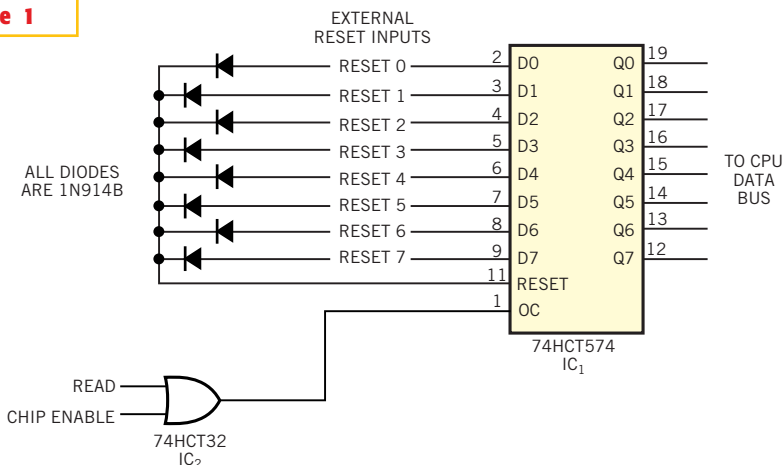 e 1
EXTERNAL
RESET INPUTS
RESET 0
RESET 1
RESET 2
RESET 3
RESET 4
RESET 5
RESET 6
RESET 7
ALL DIODES
ARE 1N914B
2 D0 Q0 19
3 D1 Q1 18
4 D2 Q2 17
5 D3 Q3 16
6 D4 Q4 15
7 D5 Q5 14
8 D6 Q6 13
9 D7 Q7 12
11 RESET
1 OC
TO CPU
DATA
BUS
74HCT574
IC1
READ
CHIP ENABLE
74HCT32
IC2